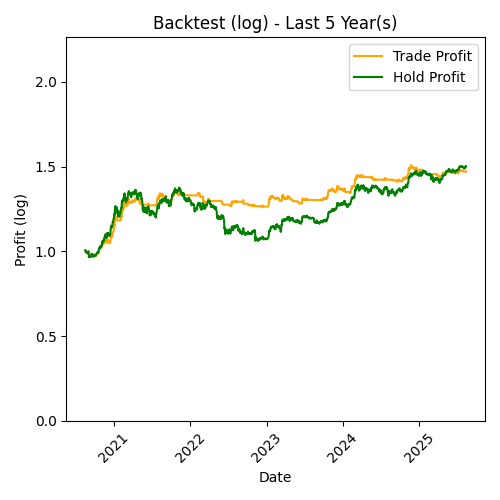 Backtest (log) - Last 5 Year(s)
Trade Profit
Hold Profit
Profit (log)
2.0
1.5
1.0
0.5
0.0
2021
2022
2023
2024
2025
Date